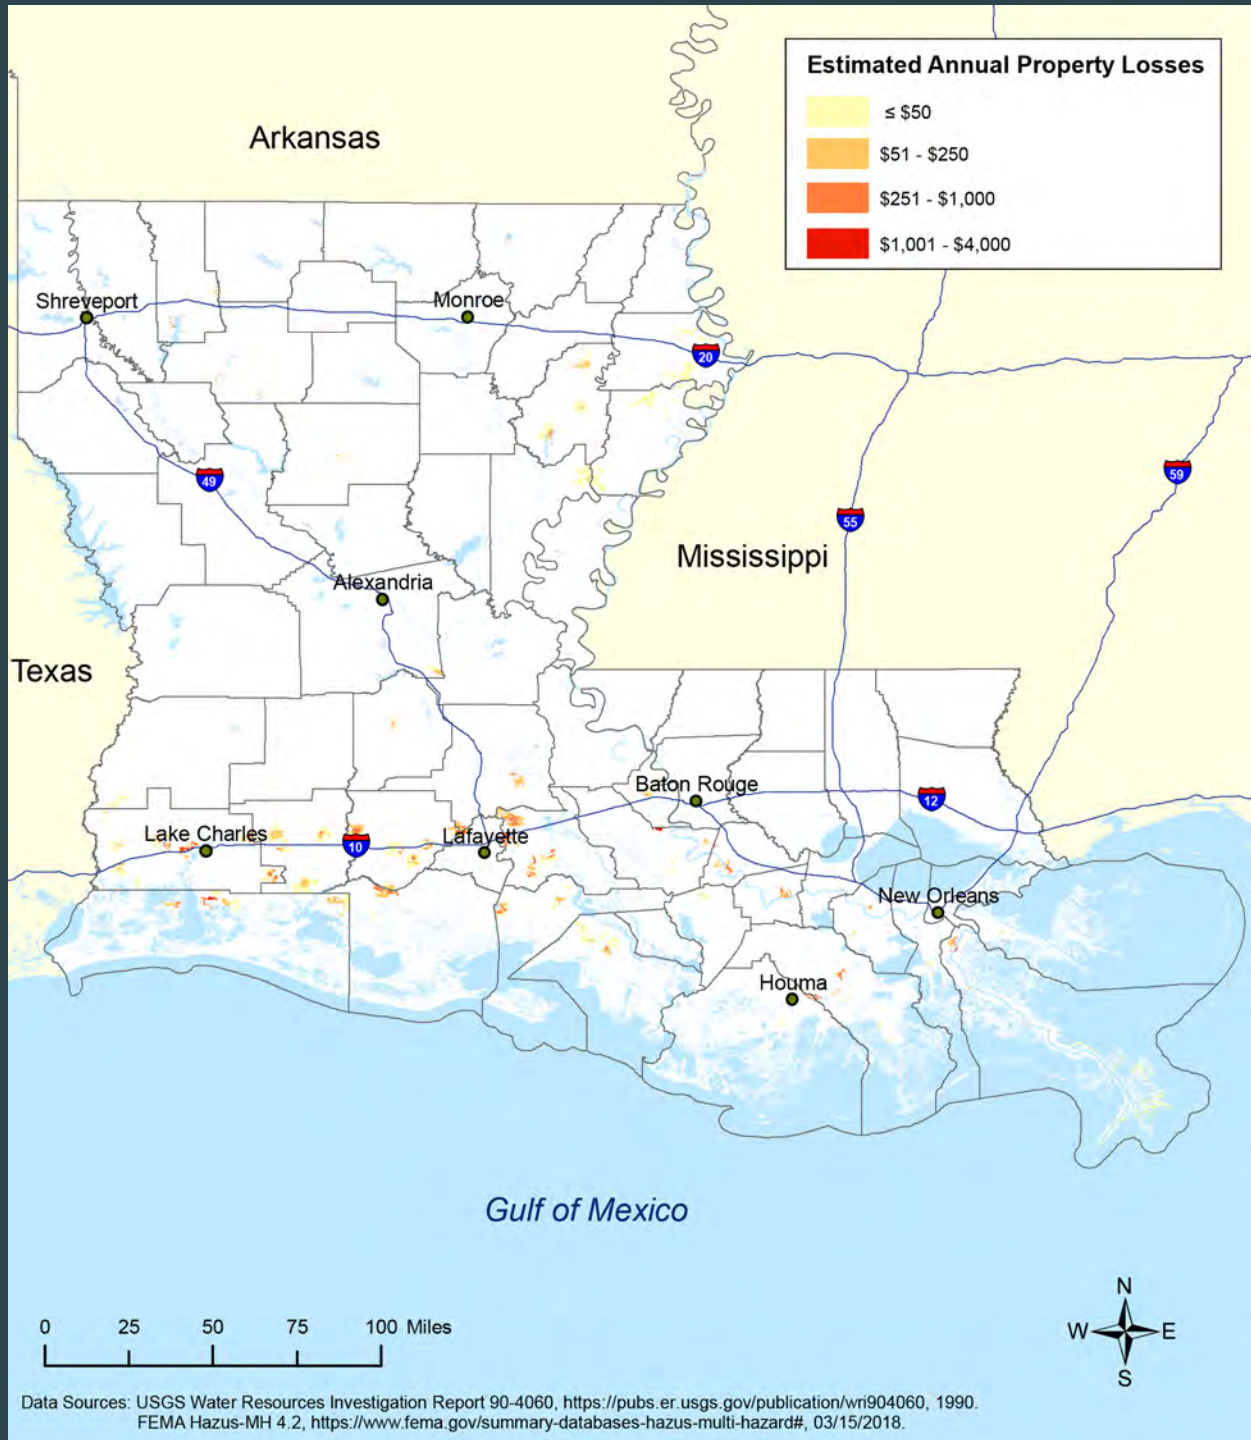 Estimated Annual Property Losses
≤ $50
$51 - $250
$251 - $1,000
$1,001 - $4,000
Arkansas
Shreveport
Monroe
20
49
59
55
Mississippi
Alexandria
Texas
Baton Rouge
12
Lake Charles
10
Lafayette
New Orleans
Houma
Gulf of Mexico
N
W E
S
0 25 50 75 100 Miles
Data Sources: USGS Water Resources Investigation Report 90-4060, https://pubs.er.usgs.gov/publication/wri904060, 1990.
FEMA Hazus-MH 4.2, https://www.fema.gov/summary-databases-hazus-multi-hazard#, 03/15/2018.